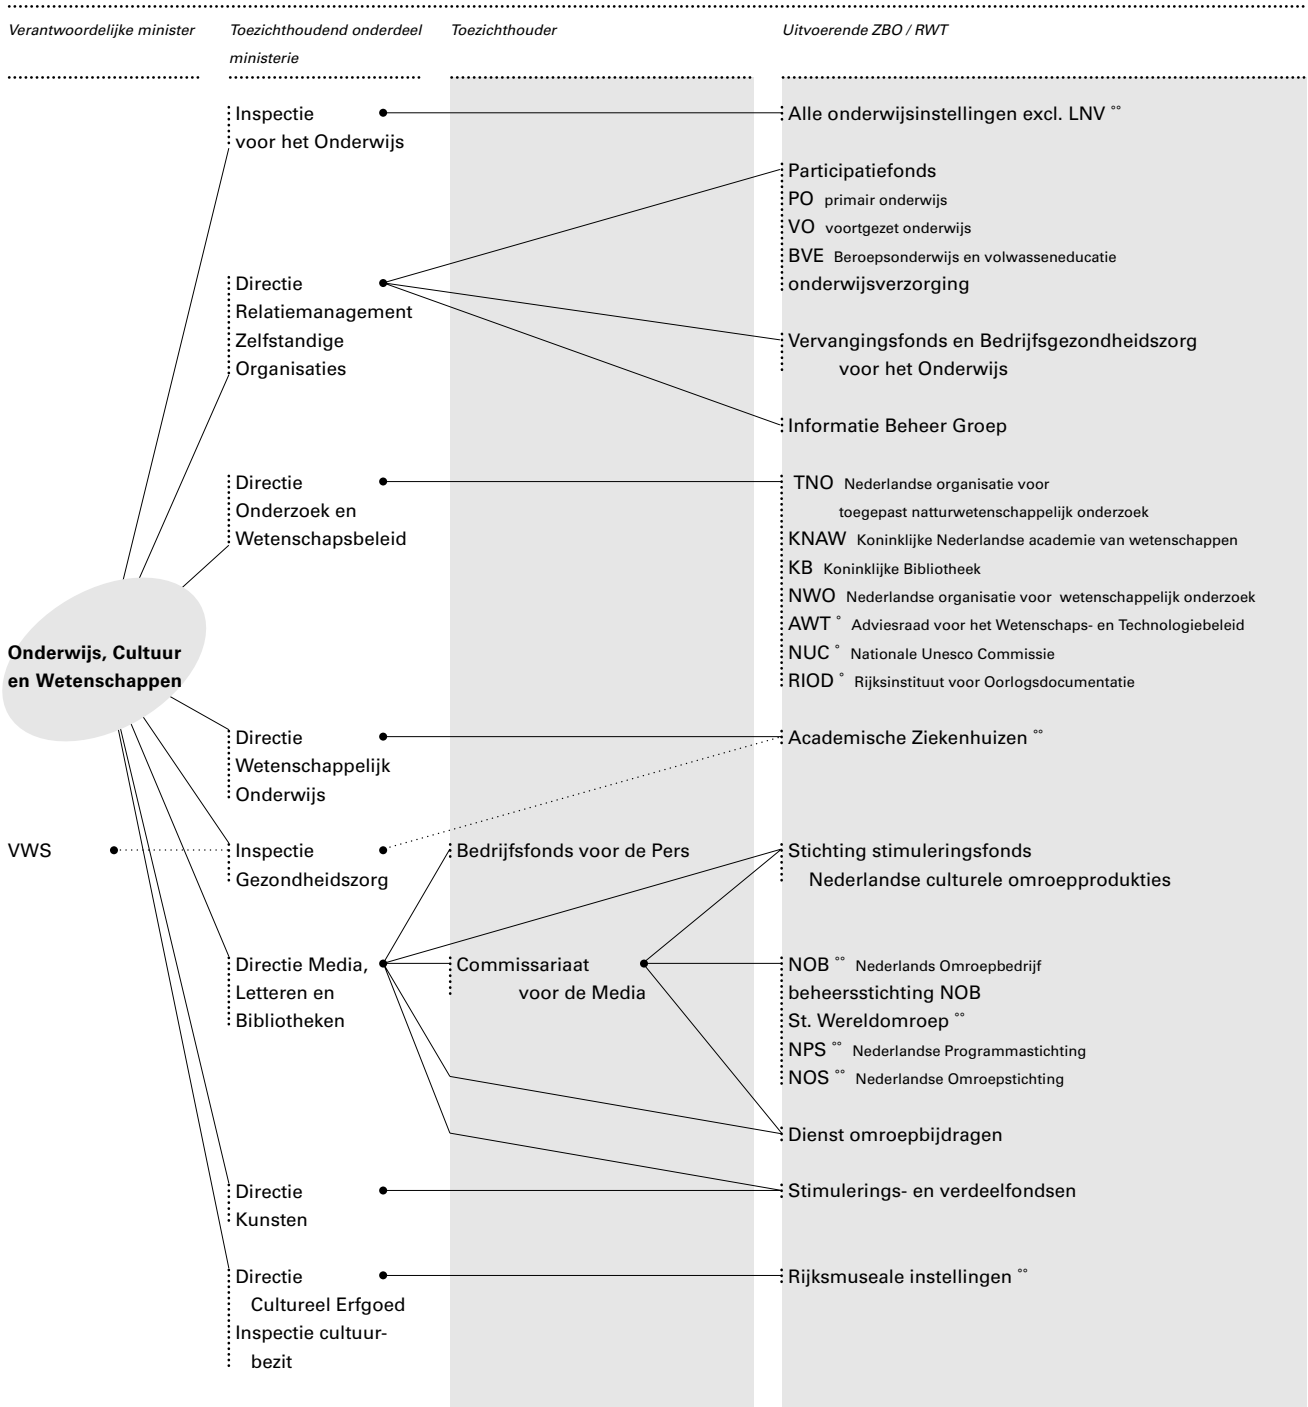 Verantwoordelijke minister
Toezichthoudend onderdeel
ministerie
Toezichthouder
Uitvoerende ZBO / RWT
Inspectie
voor het Onderwijs
Alle onderwijsinstellingen excl. LNV °°
Participatiefonds
PO primair onderwijs
VO voortgezet onderwijs
BVE Beroepsonderwijs en volwasseneducatie
onderwijsverzorging
Directie
Relatiemanagement
Zelfstandige
Organisaties
Vervangingsfonds en Bedrijfsgezondheidszorg
voor het Onderwijs
Informatie Beheer Groep
Directie
Onderzoek en
Wetenschapsbeleid
TNO Nederlandse organisatie voor
toegepast natturwetenschappelijk onderzoek
KNAW Koninklijke Nederlandse academie van wetenschappen
KB Koninklijke Bibliotheek
NWO Nederlandse organisatie voor wetenschappelijk onderzoek
AWT ° Adviesraad voor het Wetenschaps- en Technologiebeleid
NUC ° Nationale Unesco Commissie
RIOD ° Rijksinstituut voor Oorlogsdocumentatie
Onderwijs, Cultuur
en Wetenschappen
Directie
Wetenschappelijk
Onderwijs
Academische Ziekenhuizen °°
VWS
Inspectie
Gezondheidszorg
Bedrijfsfonds voor de Pers
Stichting stimuleringsfonds
Nederlandse culturele omroepprodukties
Directie Media,
Letteren en
Bibliotheken
Commissariaat
voor de Media
NOB °° Nederlands Omroepbedrijf
beheersstichting NOB
St. Wereldomroep °°
NPS °° Nederlandse Programmastichting
NOS °° Nederlandse Omroepstichting
Dienst omroepbijdragen
Directie
Kunsten
Stimulerings- en verdeelfondsen
Directie
Cultureel Erfgoed
Inspectie cultuur-
bezit
Rijksmuseale instellingen °°